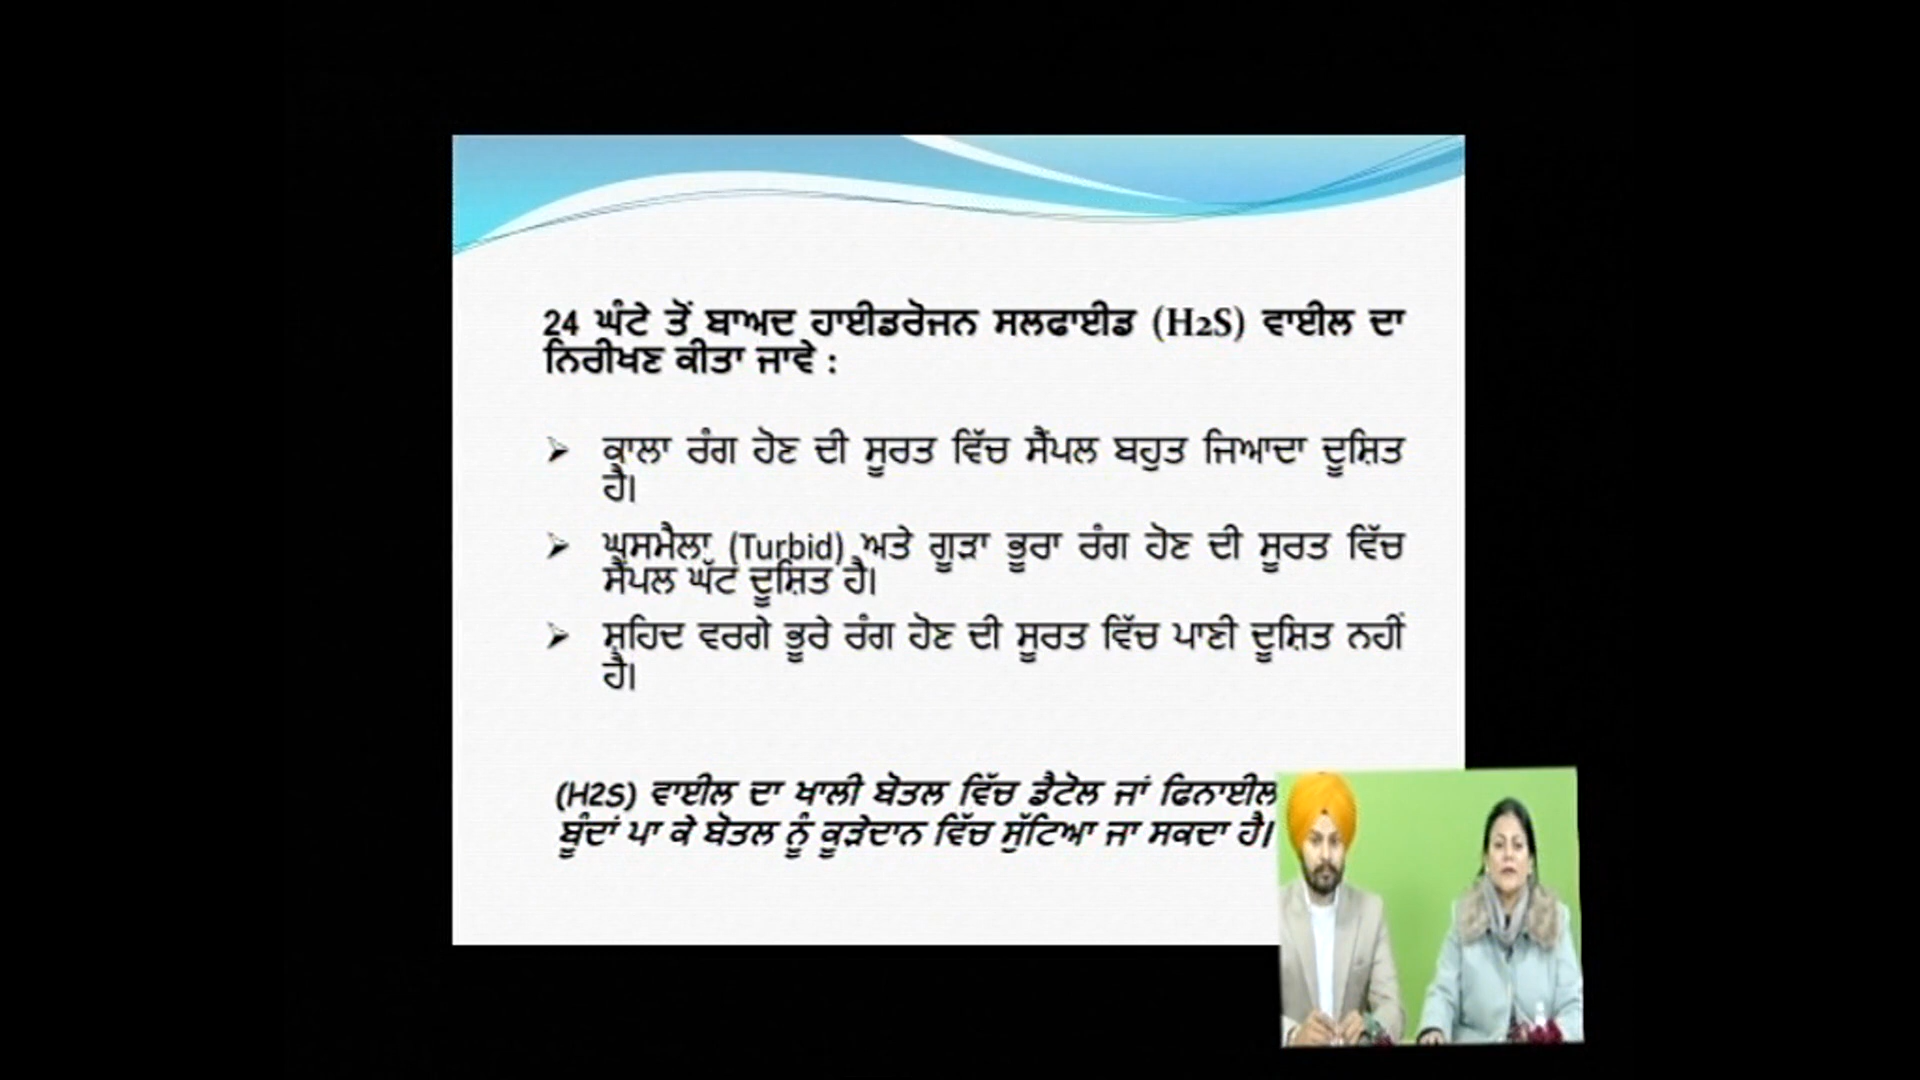 24 ਘੰਟੇ ਤੋਂ ਬਾਅਦ ਹਾਈਡਰੋਜਨ ਸਲਫਾਈਡ (H2S) ਵਾਈਲ ਦਾ
ਨਿਰੀਖਣ ਕੀਤਾ ਜਾਵੇ :
➢ ਕਾਲਾ ਰੰਗ ਹੋਣ ਦੀ ਸੂਰਤ ਵਿੱਚ ਸੈਂਪਲ ਬਹੁਤ ਜਿਆਦਾ ਦੂਸ਼ਿਤ
ਹੈ।
➢ ਘਸਮੈਲਾ (Turbid) ਅਤੇ ਗੂੜਾ ਭੂਰਾ ਰੰਗ ਹੋਣ ਦੀ ਸੂਰਤ ਵਿੱਚ
ਸੈਂਪਲ ਘੱਟ ਦੂਸ਼ਿਤ ਹੈ।
➢ ਸ਼ਹਿਦ ਵਰਗੇ ਭੂਰੇ ਰੰਗ ਹੋਣ ਦੀ ਸੂਰਤ ਵਿੱਚ ਪਾਣੀ ਦੂਸ਼ਿਤ ਨਹੀਂ
ਹੈ।
(H2S) ਵਾਈਲ ਦਾ ਖਾਲੀ ਬੋਤਲ ਵਿੱਚ ਡੈਟੋਲ ਜਾਂ ਫਿਨਾਈਲ
ਬੂੰਦਾਂ ਪਾ ਕੇ ਬੋਤਲ ਨੂੰ ਕੂੜੇਦਾਨ ਵਿੱਚ ਸੁੱਟਿਆ ਜਾ ਸਕਦਾ ਹੈ।